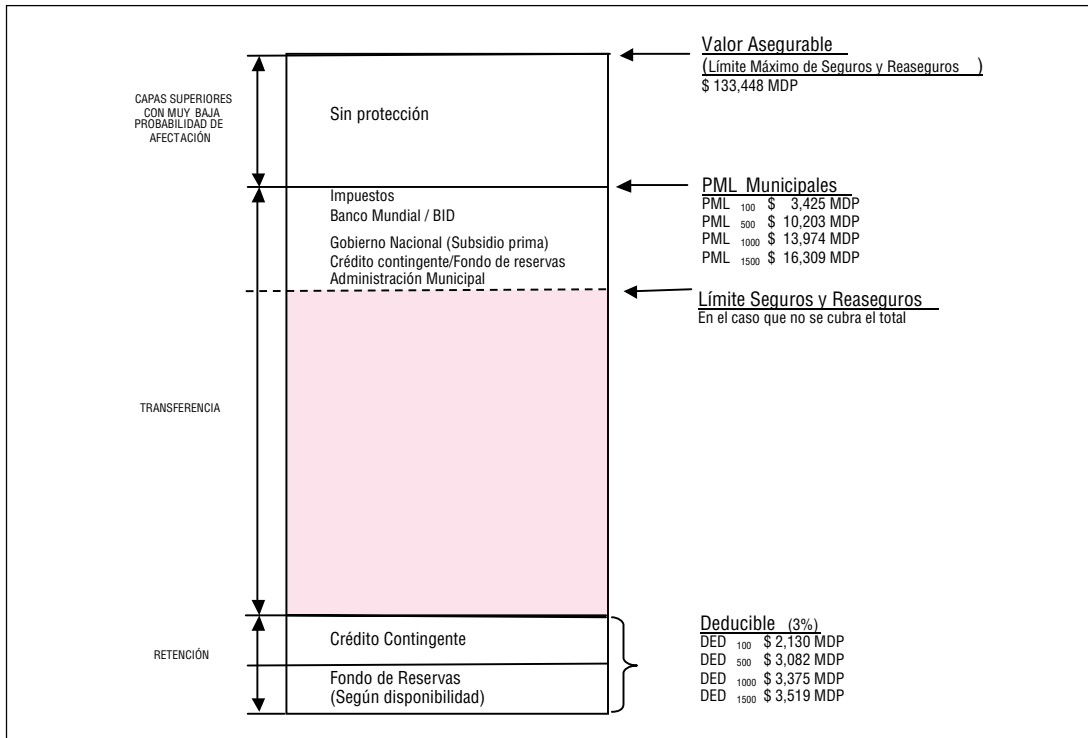 Valor Asegurable
(Límite Máximo de Seguros y Reaseguros )
$ 133,448 MDP
CAPAS SUPERIORES
CON MUY BAJA
PROBABILIDAD DE
AFECTACIÓN
Sin protección
PML Municipales
PML 100 $ 3,425 MDP
PML 500 $ 10,203 MDP
PML 1000 $ 13,974 MDP
PML 1500 $ 16,309 MDP
Impuestos
Banco Mundial / BID
Gobierno Nacional (Subsidio prima)
Crédito contingente/Fondo de reservas
Administración Municipal
Límite Seguros y Reaseguros
En el caso que no se cubra el total
TRANSFERENCIA
RETENCIÓN
Crédito Contingente
Fondo de Reservas
(Según disponibilidad)
Deducible (3%)
DED 100 $ 2,130 MDP
DED 500 $ 3,082 MDP
DED 1000 $ 3,375 MDP
DED 1500 $ 3,519 MDP